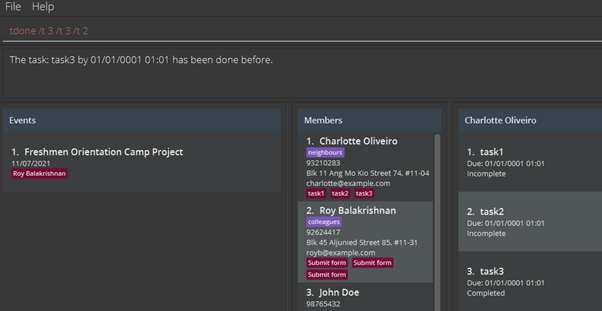 File Help
tdone /t 3 /t 3 /t 2
The task: task3 by 01/01/0001 01:01 has been done before.
Events
1. Freshmen Orientation Camp Project
11/07/2021
Roy Balakrishnan
Members
1. Charlotte Oliveiro
neighbours
93210283
Blk 11 Ang Mo Kio Street 74, #11-04
charlotte@example.com
task1 task2 task3
2. Roy Balakrishnan
colleagues
92624417
Blk 45 Aljunied Street 85, #11-31
royb@example.com
Submit form Submit form
Submit form
3. John Doe
98765432
Charlotte Oliveiro
1. task1
Due: 01/01/0001 01:01
Incomplete
2. task2
Due: 01/01/0001 01:01
Incomplete
3. task3
Due: 01/01/0001 01:01
Completed